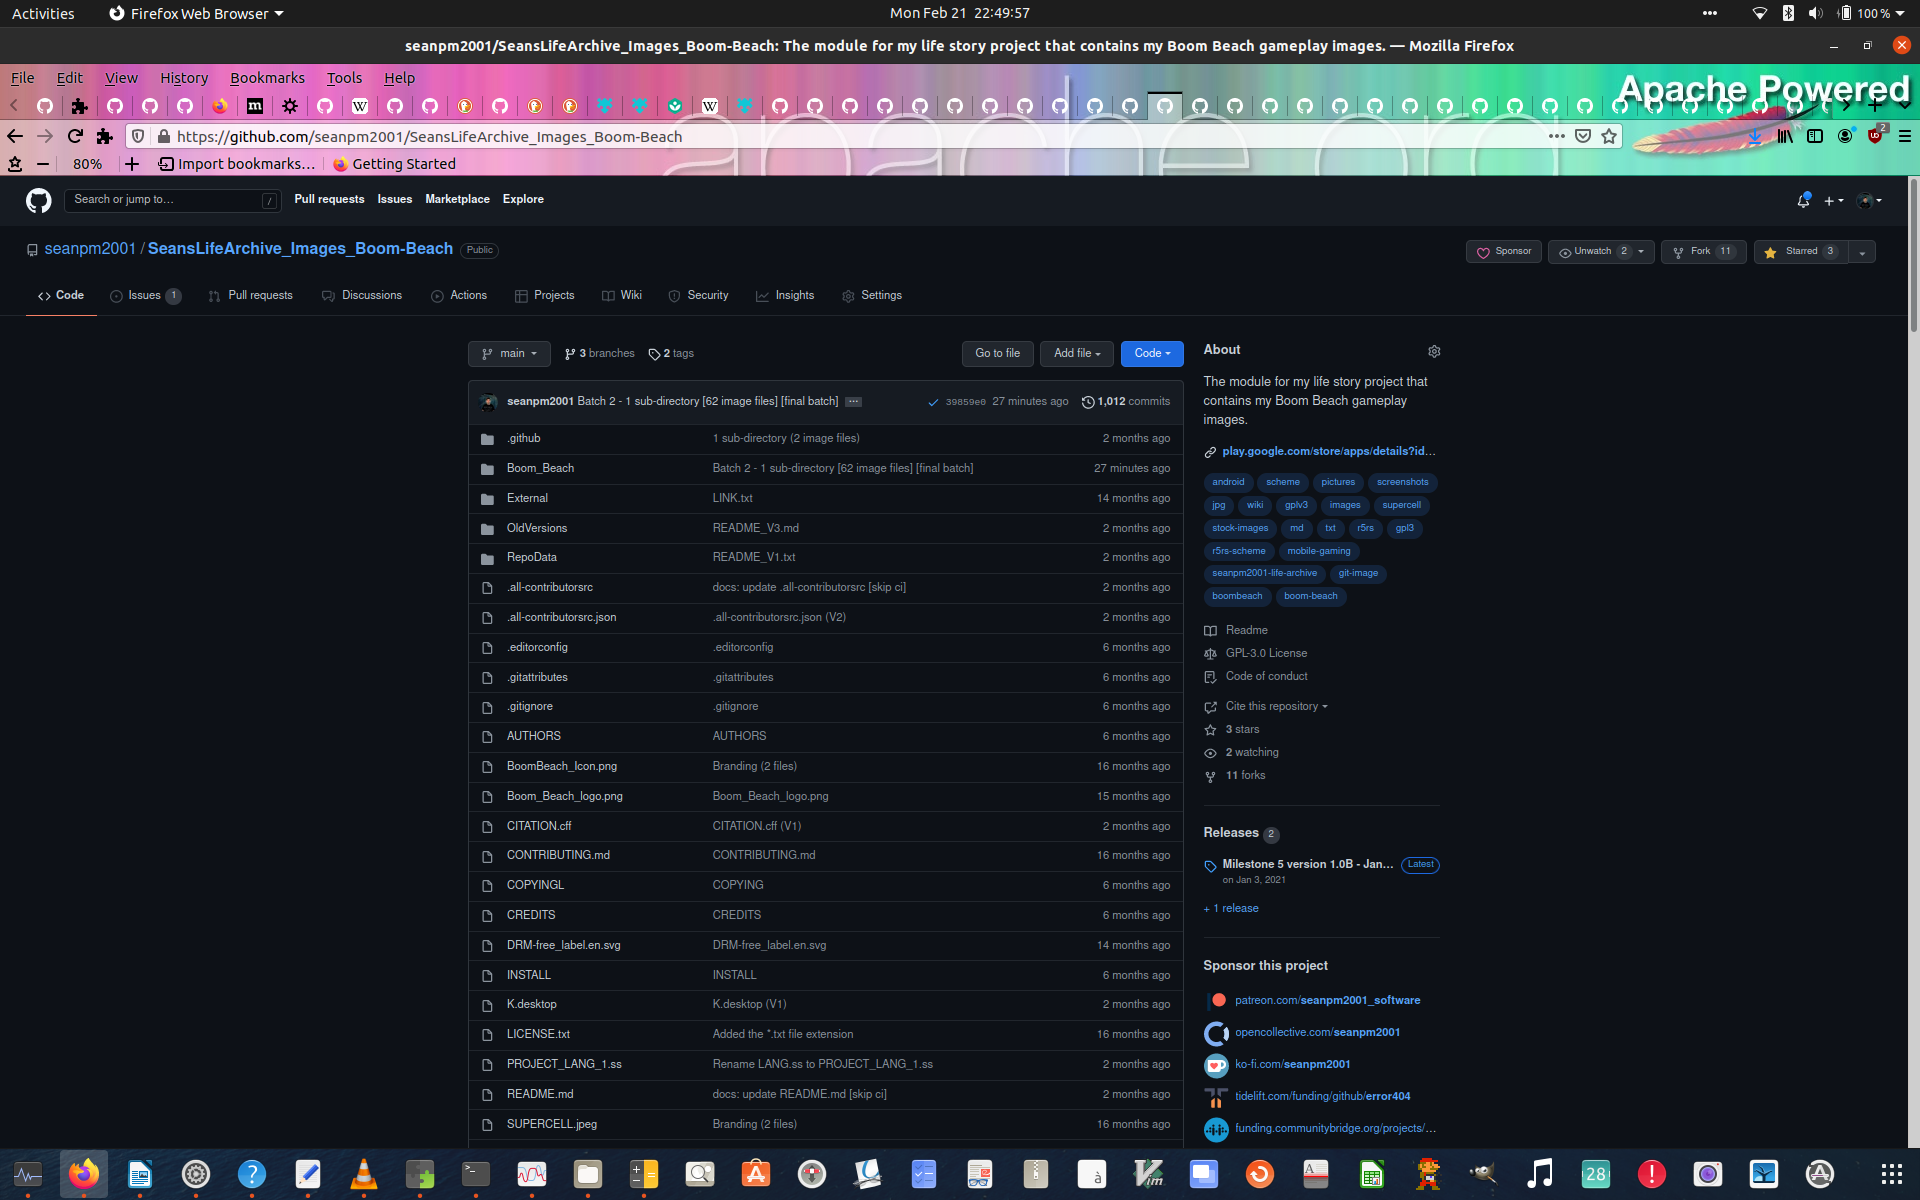 Activities
Firefox Web Browser
Mon Feb 21 22:49:57
100 %
seanpm2001/SeansLifeArchive_Images_Boom-Beach: The module for my life story project that contains my Boom Beach gameplay images. — Mozilla Firefox
File Edit View History Bookmarks Tools Help
Apache Powered
https://github.com/seanpm2001/SeansLifeArchive_Images_Boom-Beach
2
80%
Import bookmarks...
Getting Started
Search or jump to...
/
Pull requests Issues Marketplace Explore
seanpm2001 / SeansLifeArchive_Images_Boom-Beach Public
Sponsor
Unwatch 2
Fork 11
Starred 3
Code
Issues 1
Pull requests
Discussions
Actions
Projects
Wiki
Security
Insights
Settings
main
3 branches
2 tags
Go to file
Add file
Code
seanpm2001 Batch 2 - 1 sub-directory [62 image files] [final batch] ... 39859e0 27 minutes ago 1,012 commits
.github 1 sub-directory (2 image files) 2 months ago
Boom_Beach Batch 2 - 1 sub-directory [62 image files] [final batch] 27 minutes ago
External LINK.txt 14 months ago
OldVersions README_V3.md 2 months ago
RepoData README_V1.txt 2 months ago
.all-contributorsrc docs: update .all-contributorsrc [skip ci] 2 months ago
.all-contributorsrc.json .all-contributorsrc.json (V2) 2 months ago
.editorconfig .editorconfig 6 months ago
.gitattributes .gitattributes 6 months ago
.gitignore .gitignore 6 months ago
AUTHORS AUTHORS 6 months ago
BoomBeach_Icon.png Branding (2 files) 16 months ago
Boom_Beach_logo.png Boom_Beach_logo.png 15 months ago
CITATION.cff CITATION.cff (V1) 2 months ago
CONTRIBUTING.md CONTRIBUTING.md 16 months ago
COPYINGL COPYING 6 months ago
CREDITS CREDITS 6 months ago
DRM-free_label.en.svg DRM-free_label.en.svg 14 months ago
INSTALL INSTALL 6 months ago
K.desktop K.desktop (V1) 2 months ago
LICENSE.txt Added the *.txt file extension 16 months ago
PROJECT_LANG_1.ss Rename LANG.ss to PROJECT_LANG_1.ss 2 months ago
README.md docs: update README.md [skip ci] 2 months ago
SUPERCELL.jpeg Branding (2 files) 16 months ago
About
The module for my life story project that
contains my Boom Beach gameplay
images.
play.google.com/store/apps/details?id...
android scheme pictures screenshots
jpg wiki gplv3 images supercell
stock-images md txt r5rs gpl3
r5rs-scheme mobile-gaming
seanpm2001-life-archive git-image
boombeach boom-beach
Readme
GPL-3.0 License
Code of conduct
Cite this repository
3 stars
2 watching
11 forks
Releases 2
Milestone 5 version 1.0B - Jan... Latest
on Jan 3, 2021
+ 1 release
Sponsor this project
patreon.com/seanpm2001_software
opencollective.com/seanpm2001
ko-fi.com/seanpm2001
tidelift.com/funding/github/error404
funding.communitybridge.org/projects/...
28